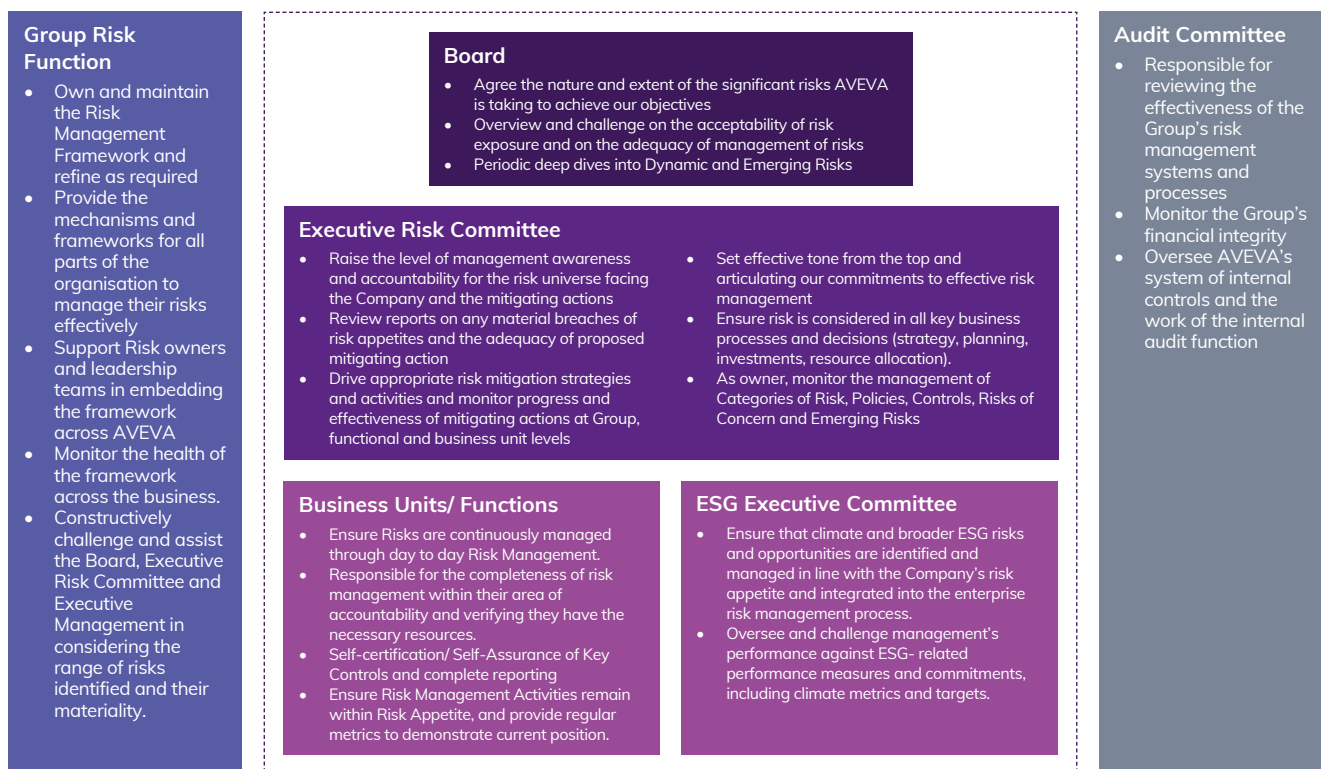 Group Risk
Function
• Own and maintain
the Risk
Management
Framework and
refine as required
• Provide the
mechanisms and
frameworks for all
parts of the
organisation to
manage their risks
effectively
• Support Risk owners
and leadership
teams in embedding
the framework
across AVEVA
• Monitor the health of
the framework
across the business.
• Constructively
challenge and assist
the Board, Executive
Risk Committee and
Executive
Management in
considering the
range of risks
identified and their
materiality.
Board
• Agree the nature and extent of the significant risks AVEVA
is taking to achieve our objectives
• Overview and challenge on the acceptability of risk
exposure and on the adequacy of management of risks
• Periodic deep dives into Dynamic and Emerging Risks
Executive Risk Committee
• Raise the level of management awareness
and accountability for the risk universe facing
the Company and the mitigating actions
• Review reports on any material breaches of
risk appetites and the adequacy of proposed
mitigating action
• Drive appropriate risk mitigation strategies
and activities and monitor progress and
effectiveness of mitigating actions at Group,
functional and business unit levels
• Set effective tone from the top and
articulating our commitments to effective risk
management
• Ensure risk is considered in all key business
processes and decisions (strategy, planning,
investments, resource allocation).
• As owner, monitor the management of
Categories of Risk, Policies, Controls, Risks of
Concern and Emerging Risks
Business Units/ Functions
• Ensure Risks are continuously managed
through day to day Risk Management.
• Responsible for the completeness of risk
management within their area of
accountability and verifying they have the
necessary resources.
• Self-certification/ Self-Assurance of Key
Controls and complete reporting
• Ensure Risk Management Activities remain
within Risk Appetite, and provide regular
metrics to demonstrate current position.
ESG Executive Committee
• Ensure that climate and broader ESG risks
and opportunities are identified and
managed in line with the Company's risk
appetite and integrated into the enterprise
risk management process.
• Oversee and challenge management's
performance against ESG- related
performance measures and commitments,
including climate metrics and targets.
Audit Committee
• Responsible for
reviewing the
effectiveness of the
Group's risk
management
systems and
processes
• Monitor the Group's
financial integrity
• Oversee AVEVA's
system of internal
controls and the
work of the internal
audit function